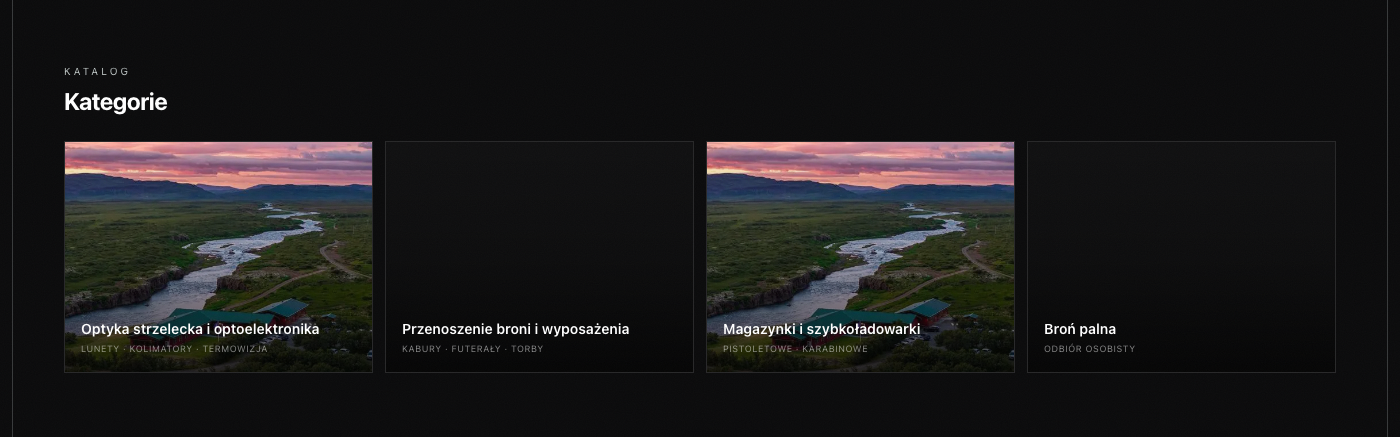 KATALOG
Kategorie
Optyka strzelecka i optoelektronika
LUNETY · KOLIMATORY · TERMOWIZJA
Przenoszenie broni i wyposażenia
KABURY · FUTERAŁY · TORBY
Magazynki i szybkoładowarki
PISTOLETOWE · KARABINOWE
Broń palna
ODBIÓR OSOBISTY